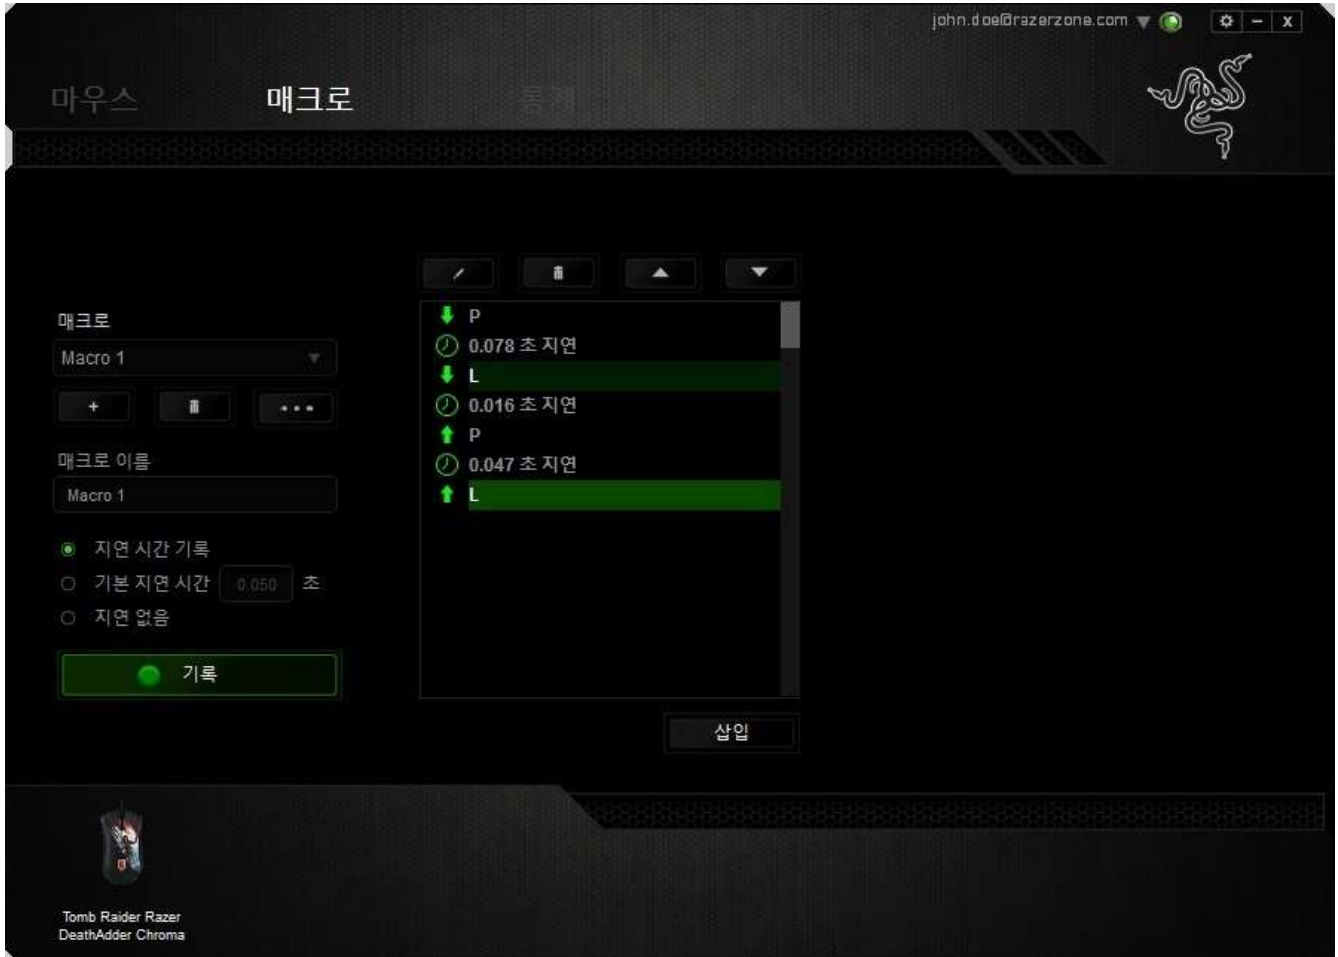 john.doe@razerzone.com
마우스 매크로 통계
매크로
Macro 1
매크로 이름
Macro 1
지연 시간 기록
기본 지연 시간 0.050 초
지연 없음
기록
P
0.078 초 지연
L
0.016 초 지연
P
0.047 초 지연
L
삽입
Tomb Raider Razer
DeathAdder Chroma